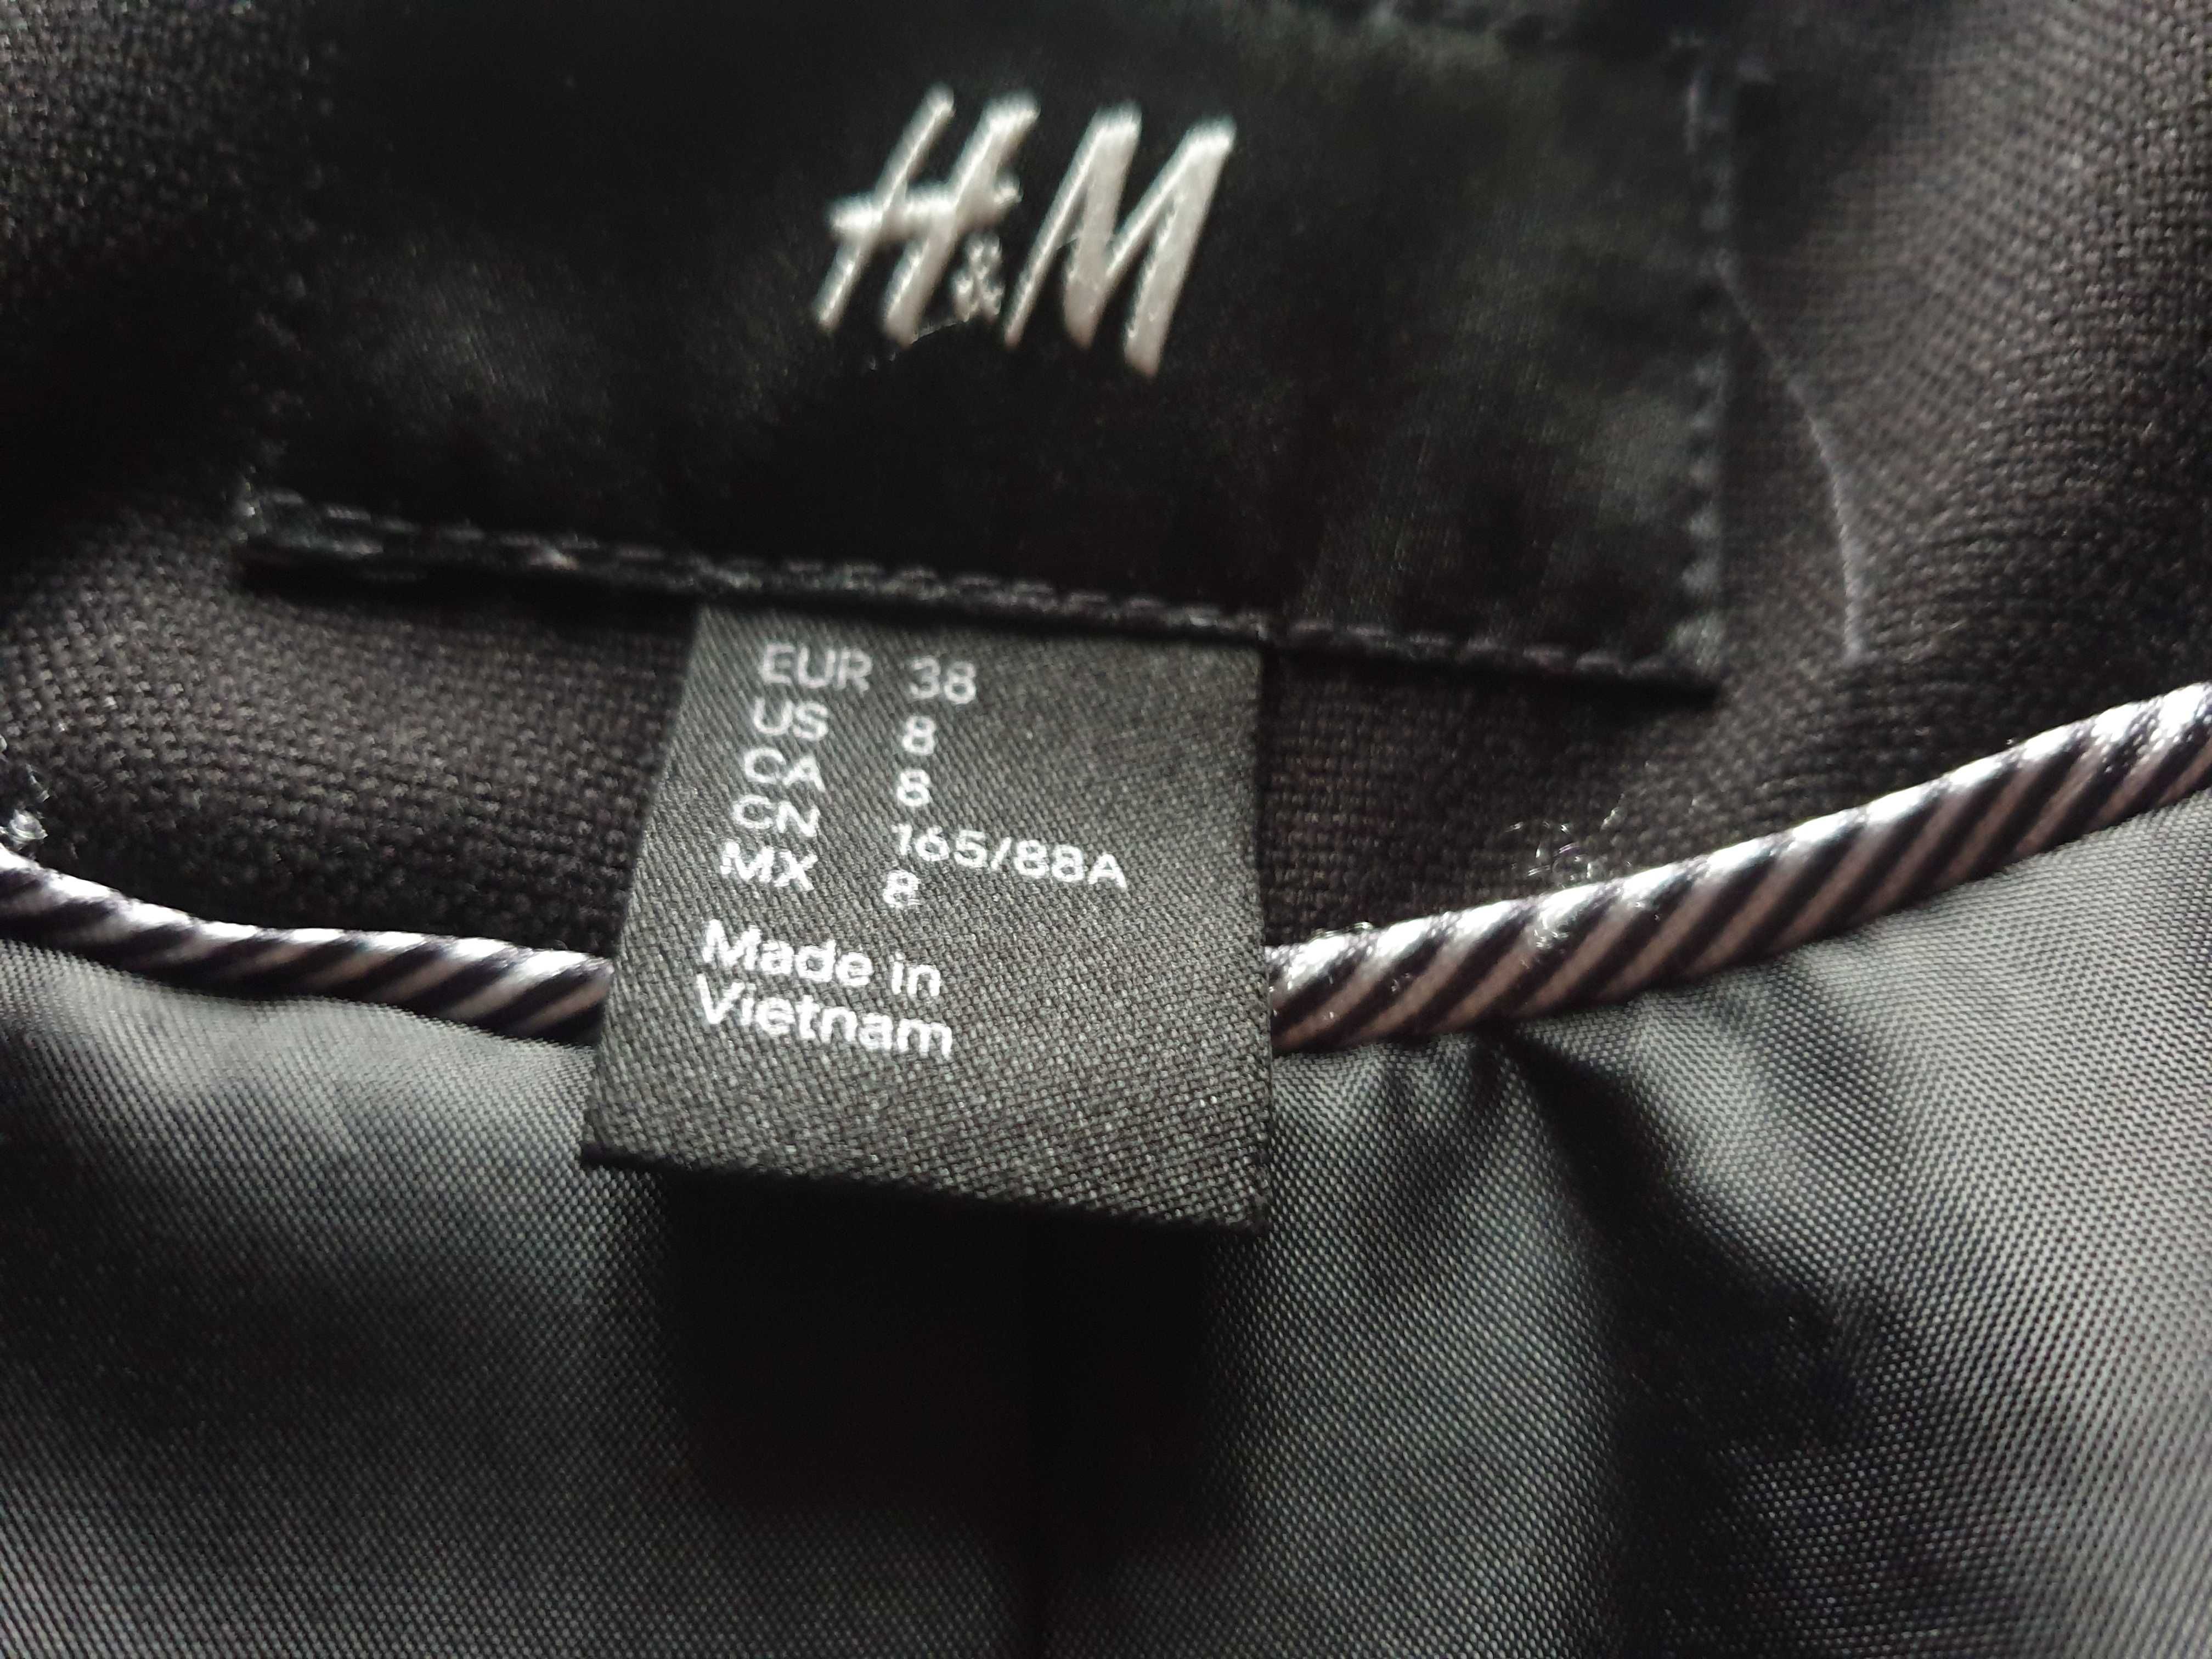 H&M
EUR 38
US 8
CA 8
CN 165/88A
MX 8
Made in
Vietnam